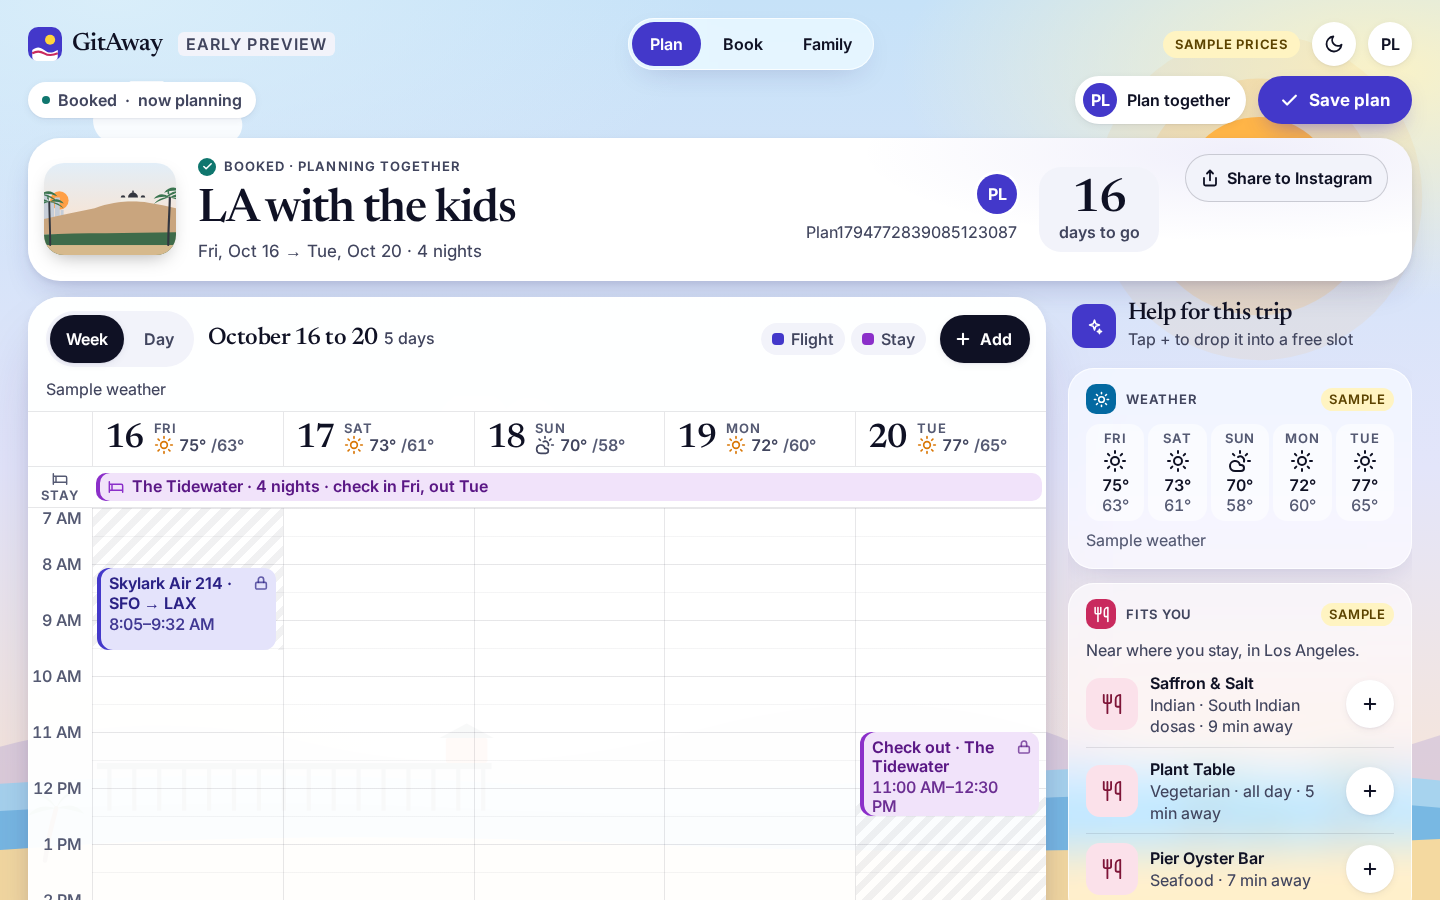 GitAway EARLY PREVIEW
Plan Book Family
SAMPLE PRICES PL
Booked · now planning
PL Plan together Save plan
BOOKED · PLANNING TOGETHER
LA with the kids
Fri, Oct 16 → Tue, Oct 20 · 4 nights
PL
Plan1794772839085123087
16
days to go
Share to Instagram
Week Day October 16 to 20 5 days
Flight Stay + Add
Sample weather
16 FRI 75° /63°
17 SAT 73° /61°
18 SUN 70° /58°
19 MON 72° /60°
20 TUE 77° /65°
STAY
The Tidewater · 4 nights · check in Fri, out Tue
7 AM
8 AM
9 AM
10 AM
11 AM
12 PM
1 PM
2 PM
Skylark Air 214 ·
SFO → LAX
8:05–9:32 AM
Check out · The
Tidewater
11:00 AM–12:30
PM
Help for this trip
Tap + to drop it into a free slot
WEATHER SAMPLE
FRI SAT SUN MON TUE
75° 73° 70° 72° 77°
63° 61° 58° 60° 65°
Sample weather
FITS YOU SAMPLE
Near where you stay, in Los Angeles.
Saffron & Salt
Indian · South Indian
dosas · 9 min away
+
Plant Table
Vegetarian · all day · 5
min away
+
Pier Oyster Bar
Seafood · 7 min away
+